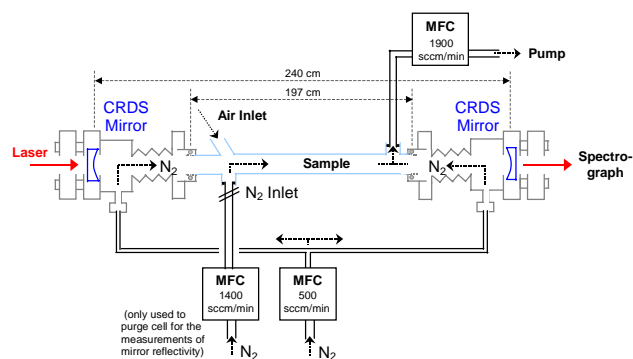 MFC
1900
sccm/min
Pump
240 cm
197 cm
CRDS
Mirror
CRDS
Mirror
Air Inlet
Laser
N2
Sample
N2
Spectro-
graph
N2 Inlet
MFC
1400
sccm/min
MFC
500
sccm/min
(only used to
purge cell for the
measurements of
mirror reflectivity)
N2
N2